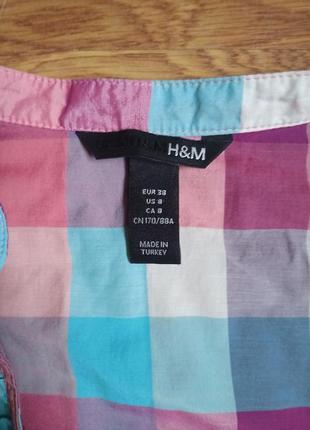 H&M
EUR 38
US 8
CA 8
CN 170/88A
MADE IN
TURKEY